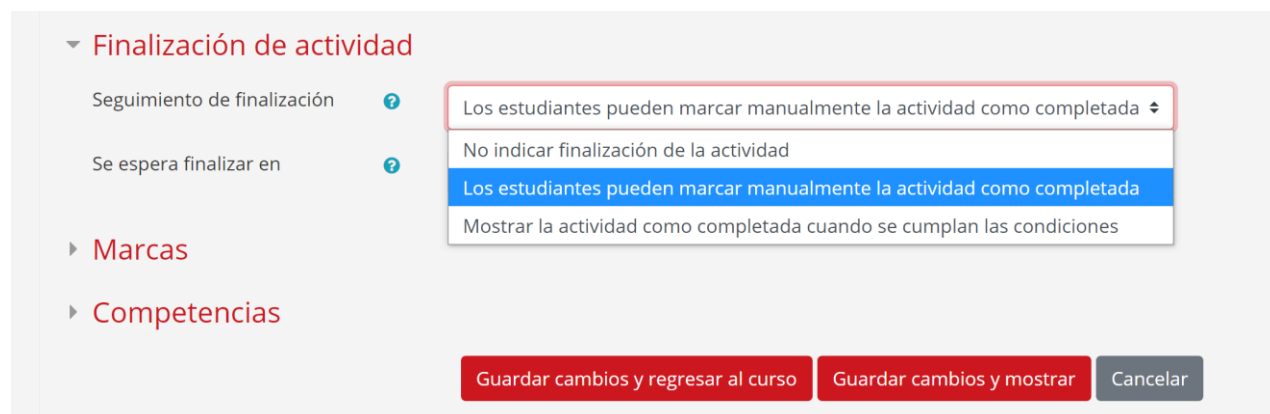 Finalización de actividad
Seguimiento de finalización
Los estudiantes pueden marcar manualmente la actividad como completada
No indicar finalización de la actividad
Se espera finalizar en
Los estudiantes pueden marcar manualmente la actividad como completada
Mostrar la actividad como completada cuando se cumplan las condiciones
Marcas
Competencias
Guardar cambios y regresar al curso
Guardar cambios y mostrar
Cancelar